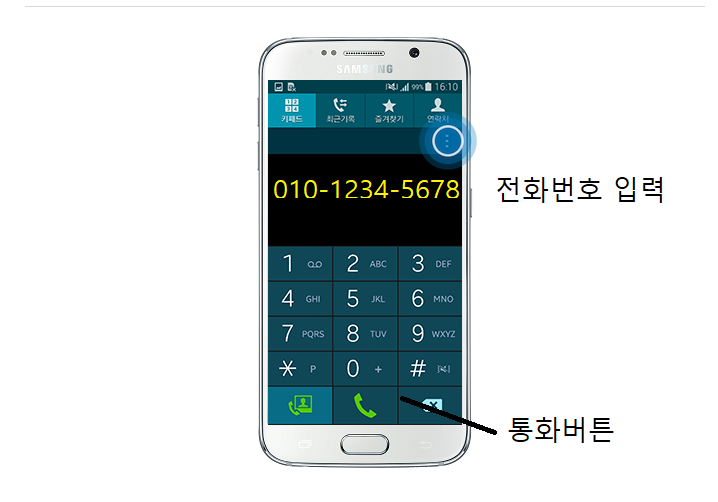 SAMSUNG
99% 16:10
키패드 최근기록 즐겨찾기 연락처
010-1234-5678
전화번호 입력
1 2 ABC 3 DEF
4 GHI 5 JKL 6 MNO
7 PQRS 8 TUV 9 WXYZ
* P 0 + #
통화버튼